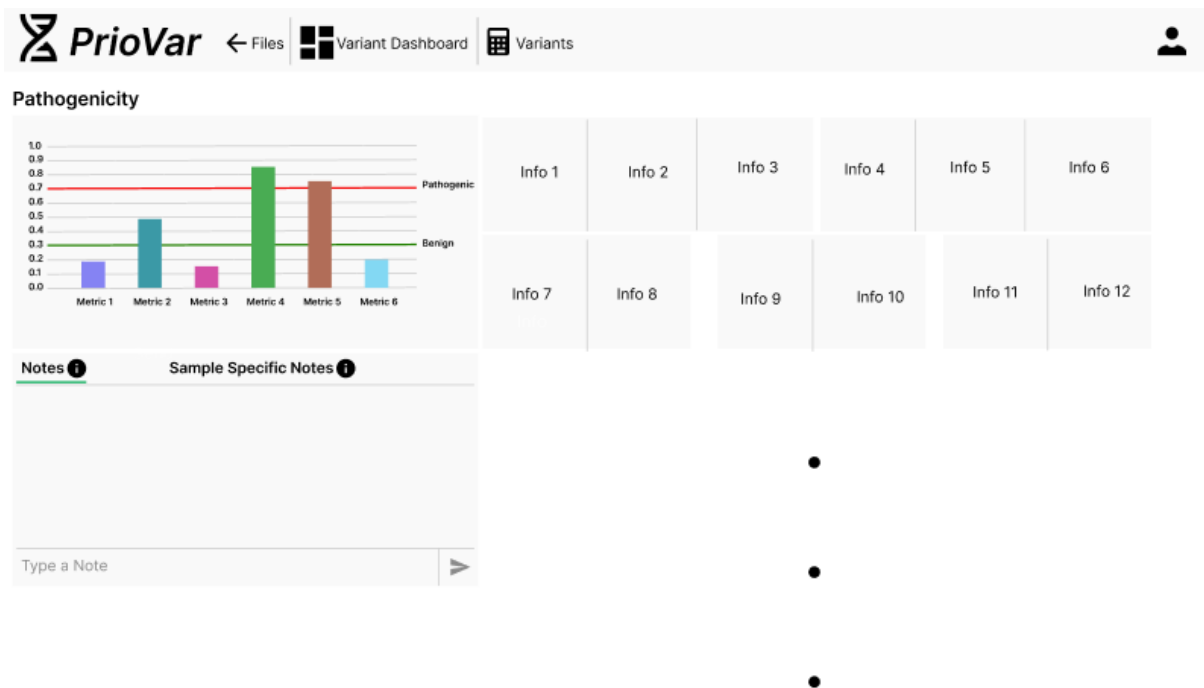 PrioVar
Files
Variant Dashboard
Variants
Pathogenicity
1.0
0.9
0.8
0.7
0.6
0.5
0.4
0.3
0.2
0.1
0.0
Pathogenic
Benign
Metric 1 Metric 2 Metric 3 Metric 4 Metric 5 Metric 6
Info 1 Info 2 Info 3 Info 4 Info 5 Info 6
Info 7 Info 8 Info 9 Info 10 Info 11 Info 12
Notes
Sample Specific Notes
Type a Note